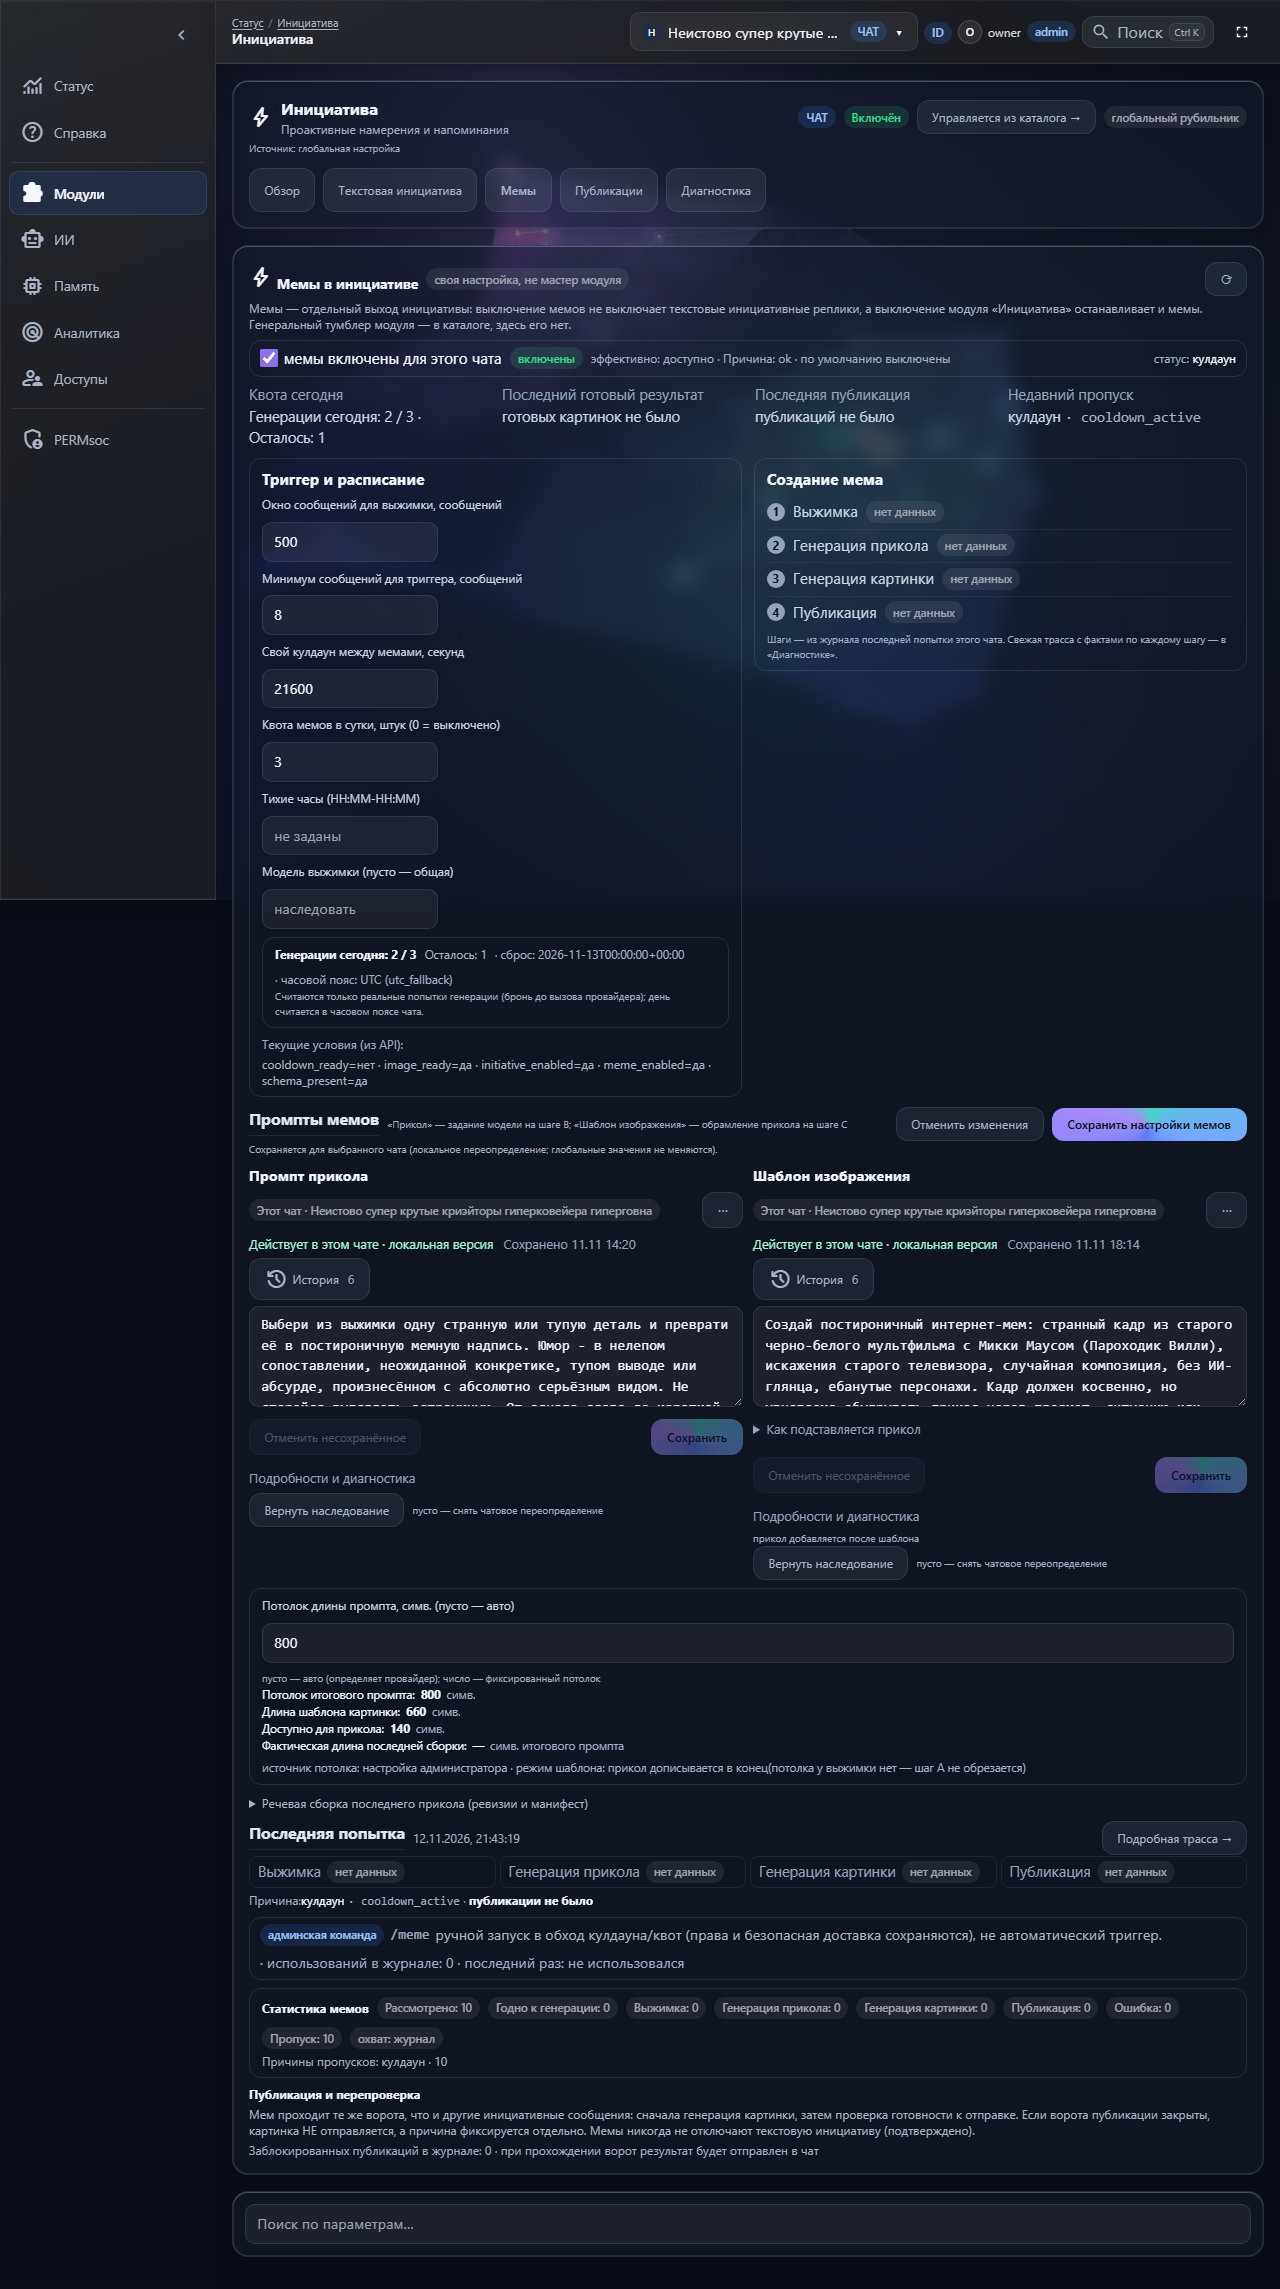 Статус / Инициатива
Инициатива
Н Неистово супер крутые ... ЧАТ ▾ ID O owner admin Поиск Ctrl K
Статус
Справка
Модули
ИИ
Память
Аналитика
Доступы
PERMsoc
Инициатива
Проактивные намерения и напоминания
ЧАТ Включён Управляется из каталога → глобальный рубильник
Источник: глобальная настройка
Обзор Текстовая инициатива Мемы Публикации Диагностика
Мемы в инициативе своя настройка, не мастер модуля
Мемы — отдельный выход инициативы: выключение мемов не выключает текстовые инициативные реплики, а выключение модуля «Инициатива» останавливает и мемы.
Генеральный тумблер модуля — в каталоге, здесь его нет.
мемы включены для этого чата включены эффективно: доступно · Причина: ok · по умолчанию выключены статус: кулдаун
Квота сегодня
Генерации сегодня: 2 / 3 ·
Осталось: 1
Последний готовый результат
готовых картинок не было
Последняя публикация
публикаций не было
Недавний пропуск
кулдаун · cooldown_active
Триггер и расписание
Окно сообщений для выжимки, сообщений
500
Минимум сообщений для триггера, сообщений
8
Свой кулдаун между мемами, секунд
21600
Квота мемов в сутки, штук (0 = выключено)
3
Тихие часы (HH:MM-HH:MM)
не заданы
Модель выжимки (пусто — общая)
наследовать
Генерации сегодня: 2 / 3 Осталось: 1 · сброс: 2026-11-13T00:00:00+00:00
· часовой пояс: UTC (utc_fallback)
Считаются только реальные попытки генерации (бронь до вызова провайдера); день
считается в часовом поясе чата.
Текущие условия (из API):
cooldown_ready=нет · image_ready=да · initiative_enabled=да · meme_enabled=да ·
schema_present=да
Создание мема
1 Выжимка нет данных
2 Генерация прикола нет данных
3 Генерация картинки нет данных
4 Публикация нет данных
Шаги — из журнала последней попытки этого чата. Свежая трасса с фактами по каждому шагу — в
«Диагностике».
Промпты мемов «Прикол» — задание модели на шаге B; «Шаблон изображения» — обрамление прикола на шаге C
Отменить изменения Сохранить настройки мемов
Сохраняется для выбранного чата (локальное переопределение; глобальные значения не меняются).
Промпт прикола
Этот чат · Неистово супер крутые криэйторы гиперковейера гиперговна ...
Действует в этом чате · локальная версия Сохранено 11.11 14:20
История 6
Выбери из выжимки одну странную или тупую деталь и преврати
её в постироничную мемную надпись. Юмор - в нелепом
сопоставлении, неожиданной конкретике, тупом выводе или
абсурде, произнесённом с абсолютно серьёзным видом. Не
Отменить несохранённое Сохранить
Подробности и диагностика
Вернуть наследование пусто — снять чатовое переопределение
Шаблон изображения
Этот чат · Неистово супер крутые криэйторы гиперковейера гиперговна ...
Действует в этом чате · локальная версия Сохранено 11.11 18:14
История 6
Создай постироничный интернет-мем: странный кадр из старого
черно-белого мультфильма с Микки Маусом (Пароходик Вилли),
искажения старого телевизора, случайная композиция, без ИИ-
глянца, ебанутые персонажи. Кадр должен косвенно, но
▶ Как подставляется прикол
Отменить несохранённое Сохранить
Подробности и диагностика
прикол добавляется после шаблона
Вернуть наследование пусто — снять чатовое переопределение
Потолок длины промпта, симв. (пусто — авто)
800
пусто — авто (определяет провайдер); число — фиксированный потолок
Потолок итогового промпта: 800 симв.
Длина шаблона картинки: 660 симв.
Доступно для прикола: 140 симв.
Фактическая длина последней сборки: — симв. итогового промпта
источник потолка: настройка администратора · режим шаблона: прикол дописывается в конец(потолка у выжимки нет — шаг А не обрезается)
▶ Речевая сборка последнего прикола (ревизии и манифест)
Последняя попытка 12.11.2026, 21:43:19 Подробная трасса →
Выжимка нет данных Генерация прикола нет данных Генерация картинки нет данных Публикация нет данных
Причина:кулдаун · cooldown_active · публикации не было
админская команда /meme ручной запуск в обход кулдауна/квот (права и безопасная доставка сохраняются), не автоматический триггер.
· использований в журнале: 0 · последний раз: не использовался
Статистика мемов Рассмотрено: 10 Годно к генерации: 0 Выжимка: 0 Генерация прикола: 0 Генерация картинки: 0 Публикация: 0 Ошибка: 0
Пропуск: 10 охват: журнал
Причины пропусков: кулдаун · 10
Публикация и перепроверка
Мем проходит те же ворота, что и другие инициативные сообщения: сначала генерация картинки, затем проверка готовности к отправке. Если ворота публикации закрыты,
картинка НЕ отправляется, а причина фиксируется отдельно. Мемы никогда не отключают текстовую инициативу (подтверждено).
Заблокированных публикаций в журнале: 0 · при прохождении ворот результат будет отправлен в чат
Поиск по параметрам...